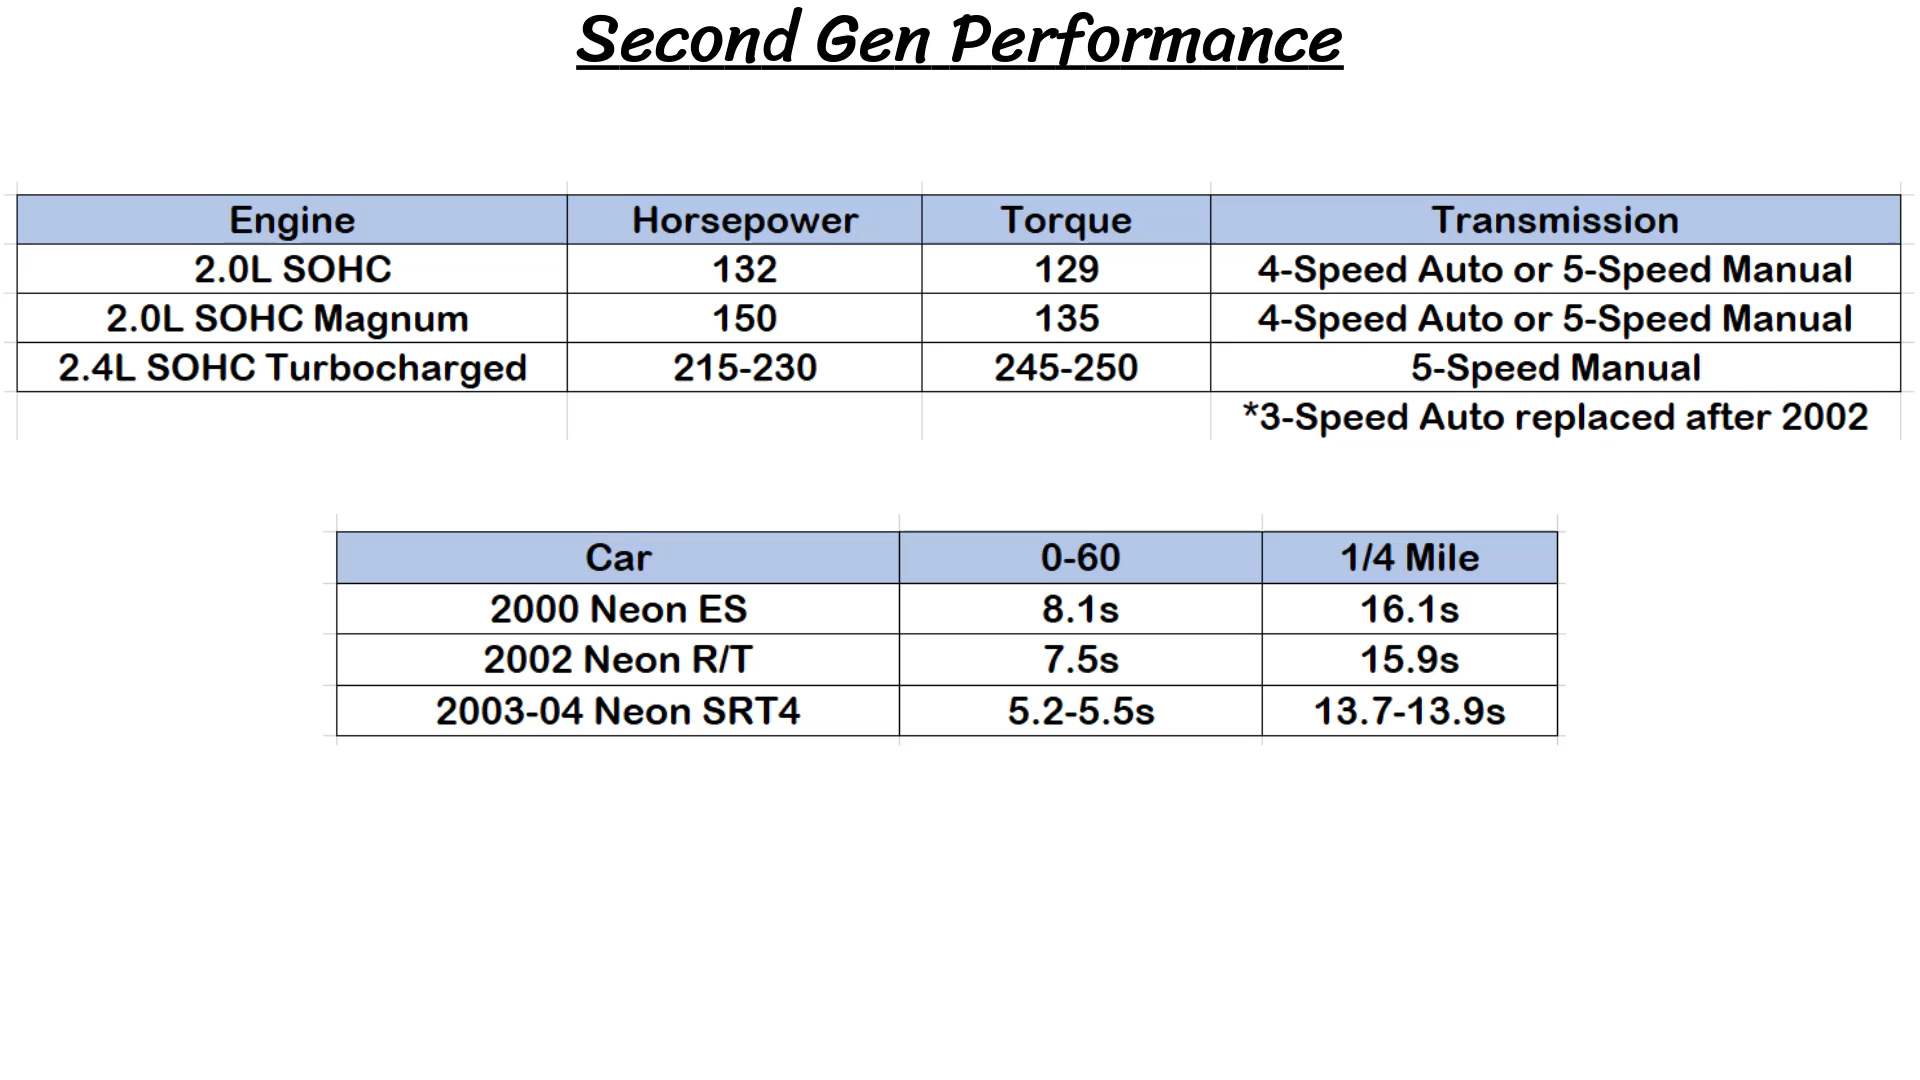 Second Gen Performance
Engine Horsepower Torque Transmission
2.0L SOHC 132 129 4-Speed Auto or 5-Speed Manual
2.0L SOHC Magnum 150 135 4-Speed Auto or 5-Speed Manual
2.4L SOHC Turbocharged 215-230 245-250 5-Speed Manual
*3-Speed Auto replaced after 2002
Car 0-60 1/4 Mile
2000 Neon ES 8.1s 16.1s
2002 Neon R/T 7.5s 15.9s
2003-04 Neon SRT4 5.2-5.5s 13.7-13.9s